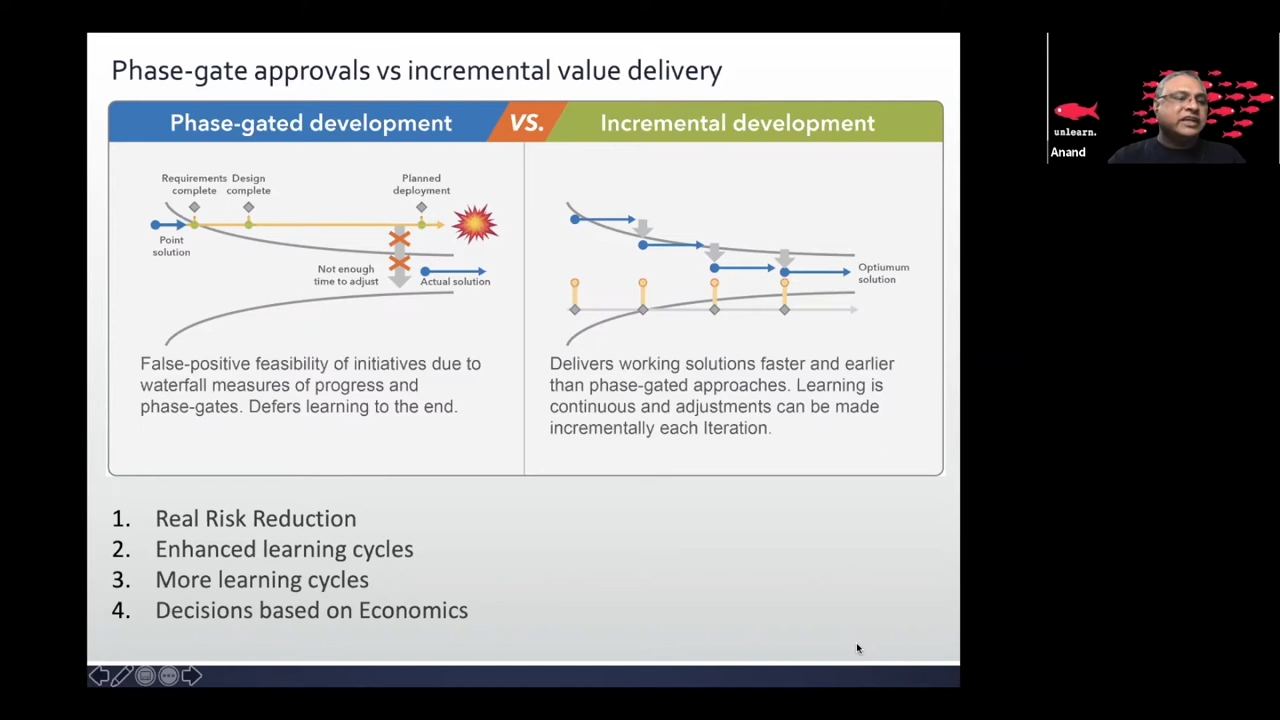 Phase-gate approvals vs incremental value delivery
Phase-gated development
VS.
Incremental development
Requirements
complete
Design
complete
Planned
deployment
Point
solution
Not enough
time to adjust
Actual solution
Optiumum
solution
False-positive feasibility of initiatives due to
waterfall measures of progress and
phase-gates. Defers learning to the end.
Delivers working solutions faster and earlier
than phase-gated approaches. Learning is
continuous and adjustments can be made
incrementally each Iteration.
1. Real Risk Reduction
2. Enhanced learning cycles
3. More learning cycles
4. Decisions based on Economics
unlearn.
Anand